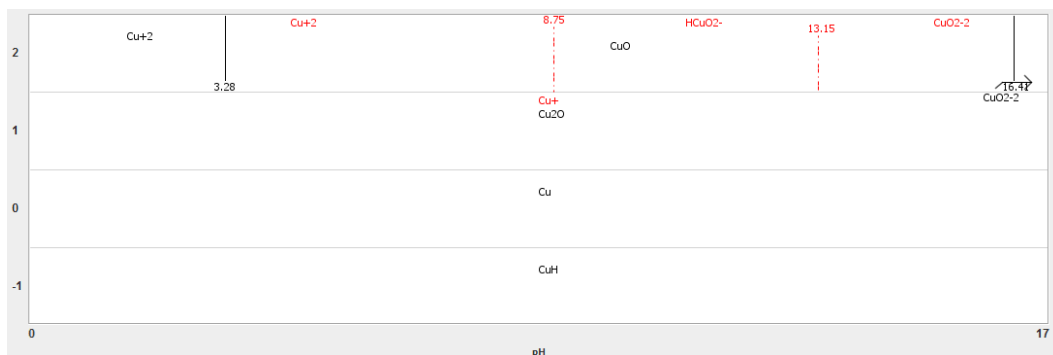 Cu+2
Cu+2
8.75
HCuO2-
13.15
CuO2-2
2
CuO
3.28
16.41
CuO2-2
Cu+
Cu2O
1
Cu
0
CuH
-1
0
17
pH